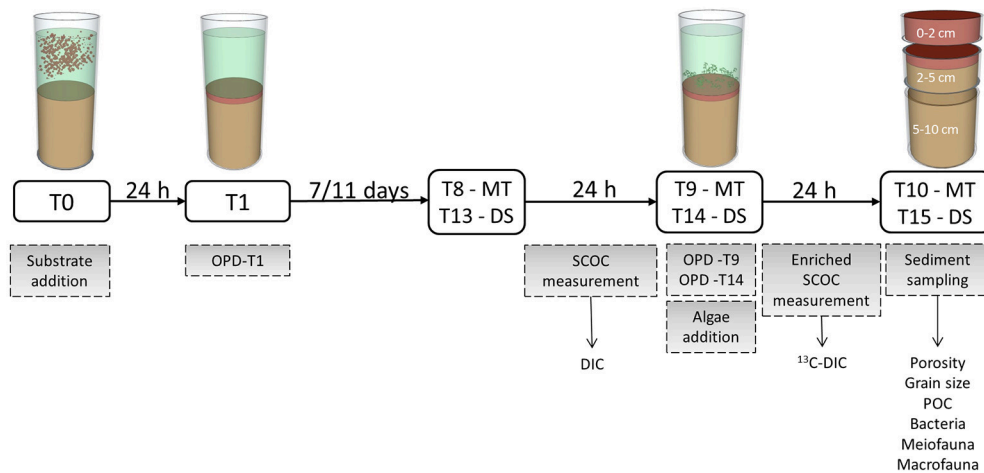 0-2 cm
2-5 cm
5-10 cm
T0
24 h
T1
7/11 days
T8 - MT
T13 - DS
24 h
T9 - MT
T14 - DS
24 h
T10 - MT
T15 - DS
Substrate
addition
OPD-T1
SCOC
measurement
DIC
OPD -T9
OPD -T14
Algae
addition
Enriched
SCOC
measurement
¹³C-DIC
Sediment
sampling
Porosity
Grain size
POC
Bacteria
Meiofauna
Macrofauna